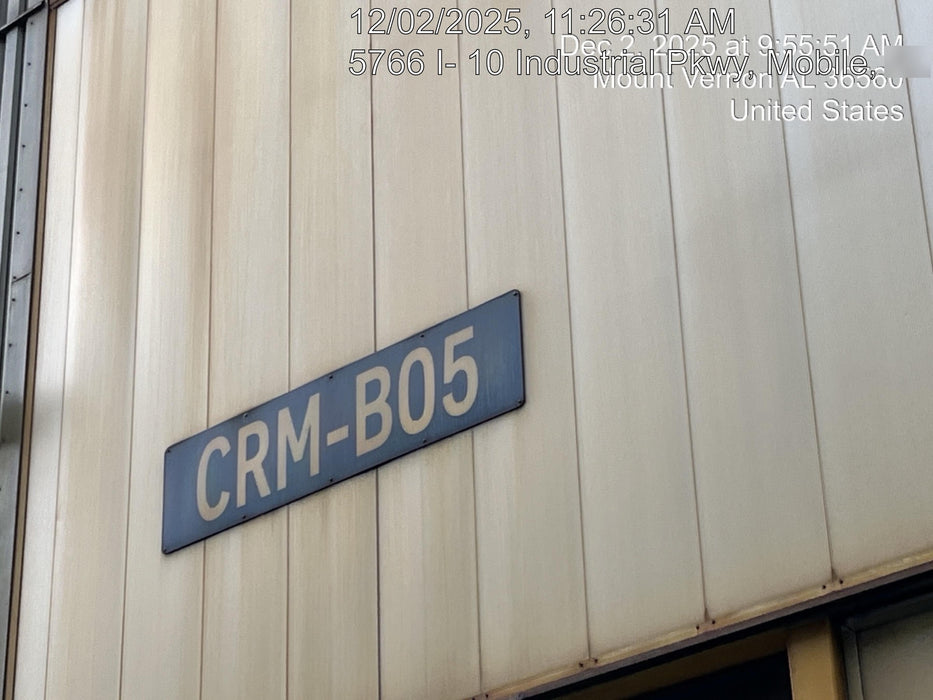 12/02/2025, 11:26:31 AM
Dec 2, 2025 at 9:55:51 AM
5766 I- 10 Industrial Pkwy, Mobile,
Mount Vernon AL 36560
United States
CRM-B05